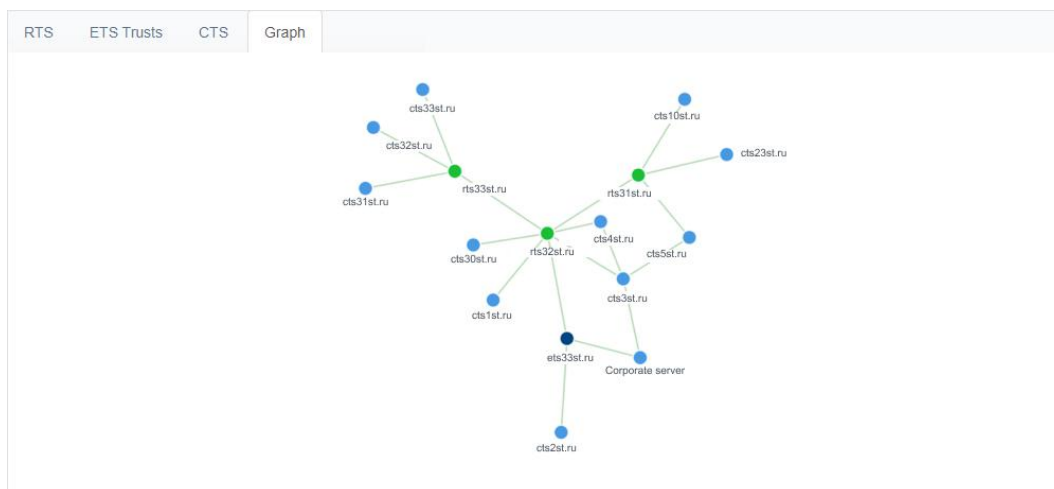 RTS ETS Trusts CTS Graph
cts33st.ru
cts10st.ru
cts32st.ru
cts23st.ru
rts33st.ru
rts31st.ru
cts31st.ru
cts4st.ru
rts32st.ru
cts5st.ru
cts30st.ru
cts3st.ru
cts1st.ru
ets33st.ru
Corporate server
cts2st.ru